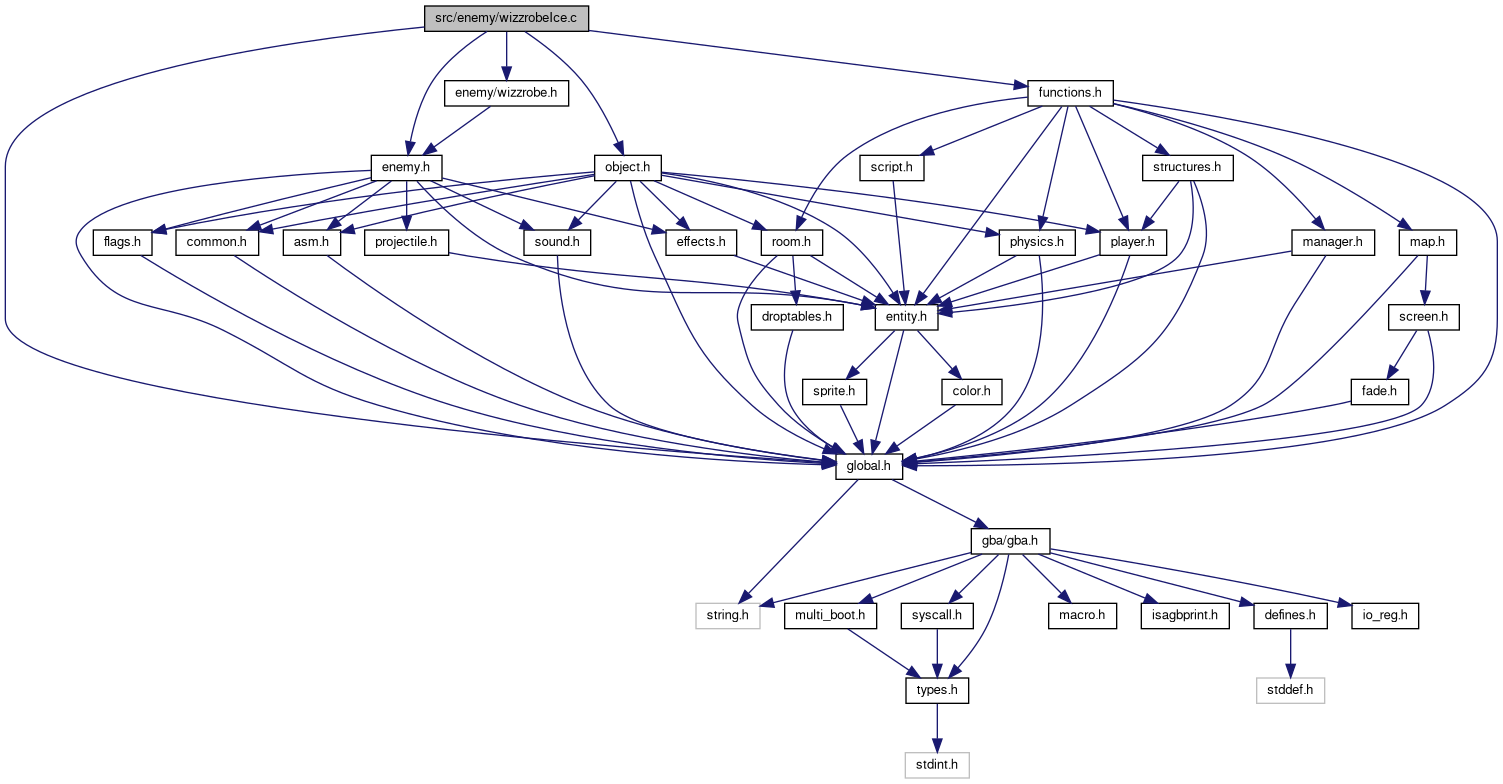 src/enemy/wizzrobeIce.c
enemy/wizzrobe.h
functions.h
enemy.h
object.h
script.h
structures.h
flags.h
common.h
asm.h
projectile.h
sound.h
effects.h
room.h
physics.h
player.h
manager.h
map.h
droptables.h
entity.h
screen.h
sprite.h
color.h
fade.h
global.h
gba/gba.h
string.h
multi_boot.h
syscall.h
macro.h
isagbprint.h
defines.h
io_reg.h
types.h
stddef.h
stdint.h